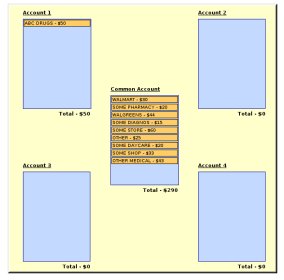 Account 1
ABC DRUGS - $50
Total - $50
Account 2
Total - $0
Common Account
WALMART - $80
SOME PHARMACY - $20
WALGREENS - $44
SOME DIAGNOS - $15
SOME STORE - $60
OTHER - $25
SOME DAYCARE - $20
SOME SHOP - $33
OTHER MEDICAL - $43
Total - $290
Account 3
Total - $0
Account 4
Total - $0